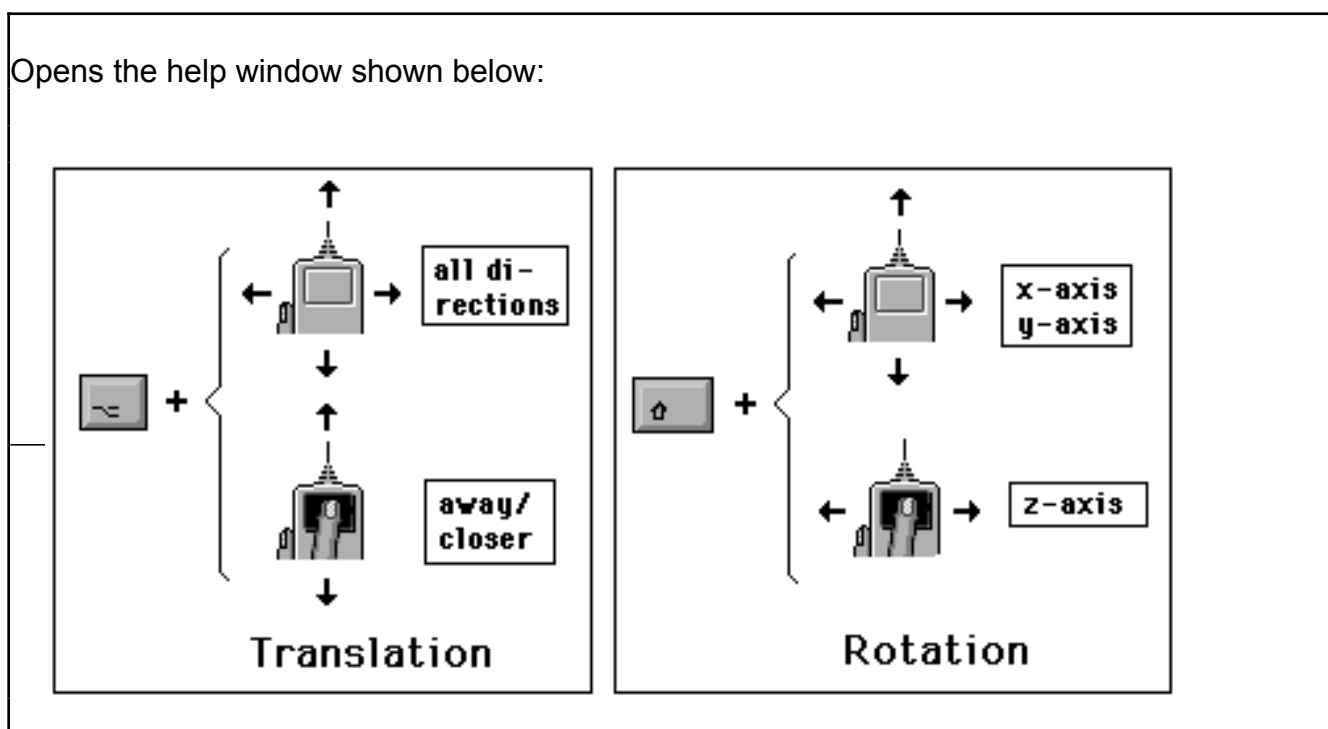 Opens the help window shown below:
all di-
rections
⌥ +
away/
closer
Translation
x-axis
y-axis
⇧ +
z-axis
Rotation